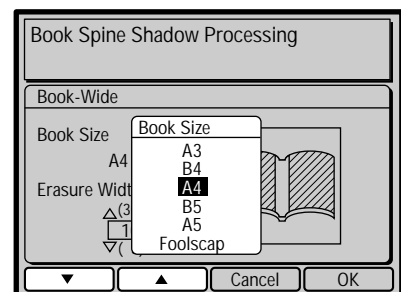 Book Spine Shadow Processing
Book-Wide
Book Size
A4
Erasure
Book Size
A3
B4
A4
B5
A5
Foolscap
▼ ▲ Cancel OK